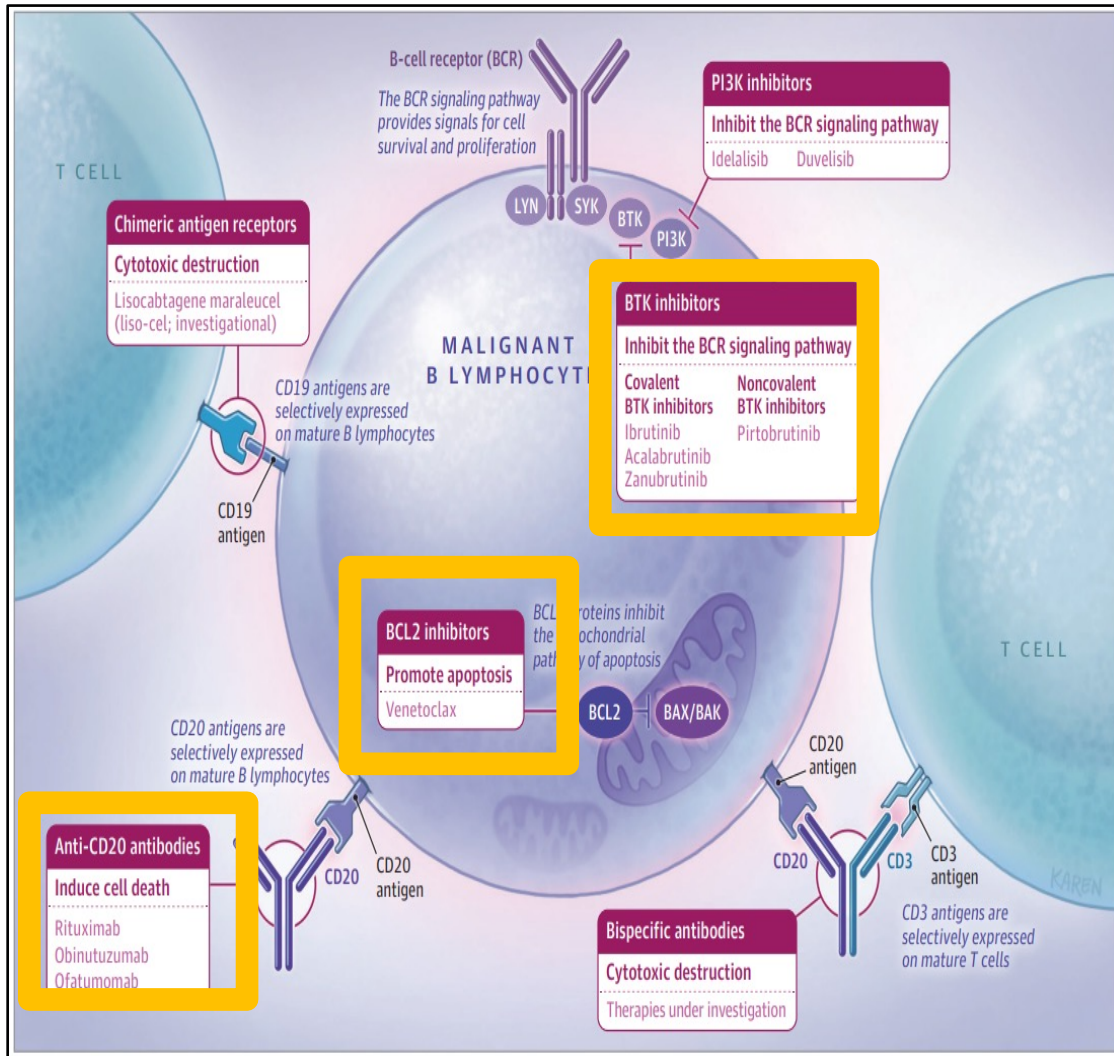 B-cell receptor (BCR)
The BCR signaling pathway
provides signals for cell
survival and proliferation
PI3K inhibitors
Inhibit the BCR signaling pathway
Idelalisib Duvelisib
T CELL
LYN
SYK
BTK
PI3K
Chimeric antigen receptors
Cytotoxic destruction
Lisocabtagene maraleucel
(liso-cel; investigational)
BTK inhibitors
Inhibit the BCR signaling pathway
Covalent
BTK inhibitors
Ibrutinib
Acalabrutinib
Zanubrutinib
Noncovalent
BTK inhibitors
Pirtobrutinib
MALIGNANT
B LYMPHOCYTE
CD19 antigens are
selectively expressed
on mature B lymphocytes
CD19
antigen
BCL2 inhibitors
Promote apoptosis
Venetoclax
BCL proteins inhibit
the mitochondrial
pathway of apoptosis
BCL2
BAX/BAK
T CELL
CD20 antigens are
selectively expressed
on mature B lymphocytes
CD20
antigen
Anti-CD20 antibodies
Induce cell death
Rituximab
Obinutuzumab
Ofatumomab
CD20
CD20
antigen
CD20
CD3
CD3
antigen
KAREN
CD3 antigens are
selectively expressed
on mature T cells
Bispecific antibodies
Cytotoxic destruction
Therapies under investigation